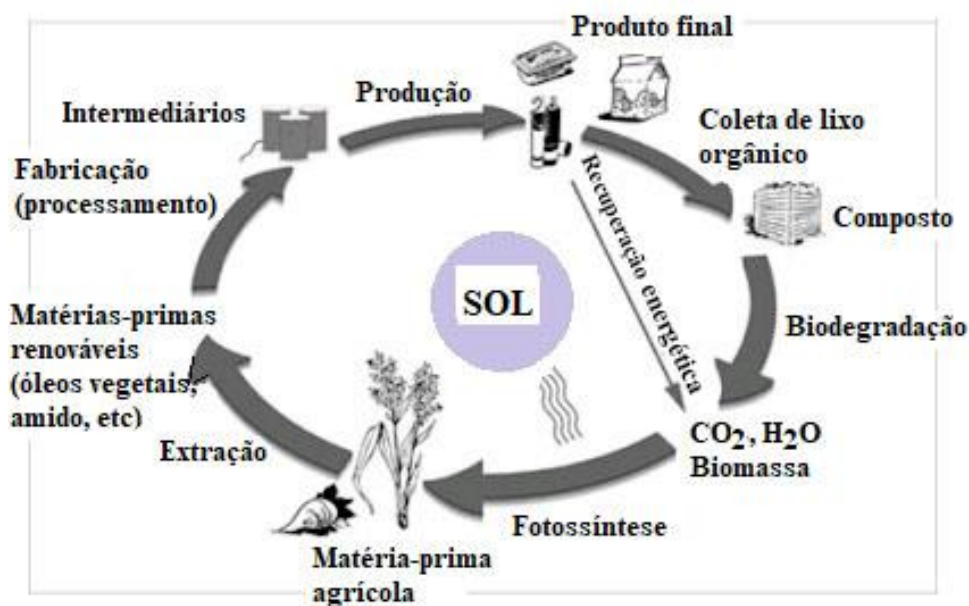 Produto final
Produção
Intermediários
Coleta de lixo
orgânico
Fabricação
(processamento)
Recuperação energética
Composto
SOL
Matérias-primas
renováveis
(óleos vegetais,
amido, etc)
Biodegradação
CO2, H2O
Biomassa
Extração
Fotossíntese
Matéria-prima
agrícola